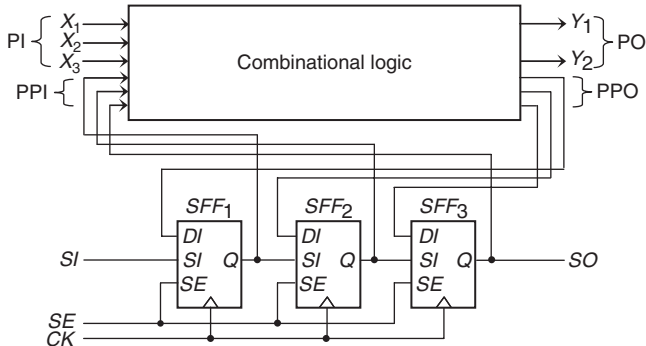 PI X1 Y1 PO
X2 Combinational logic
X3 Y2
PPI PPO
SFF1 SFF2 SFF3
DI DI DI
SI SI Q SI Q SI Q SO
SE SE SE
SE
CK